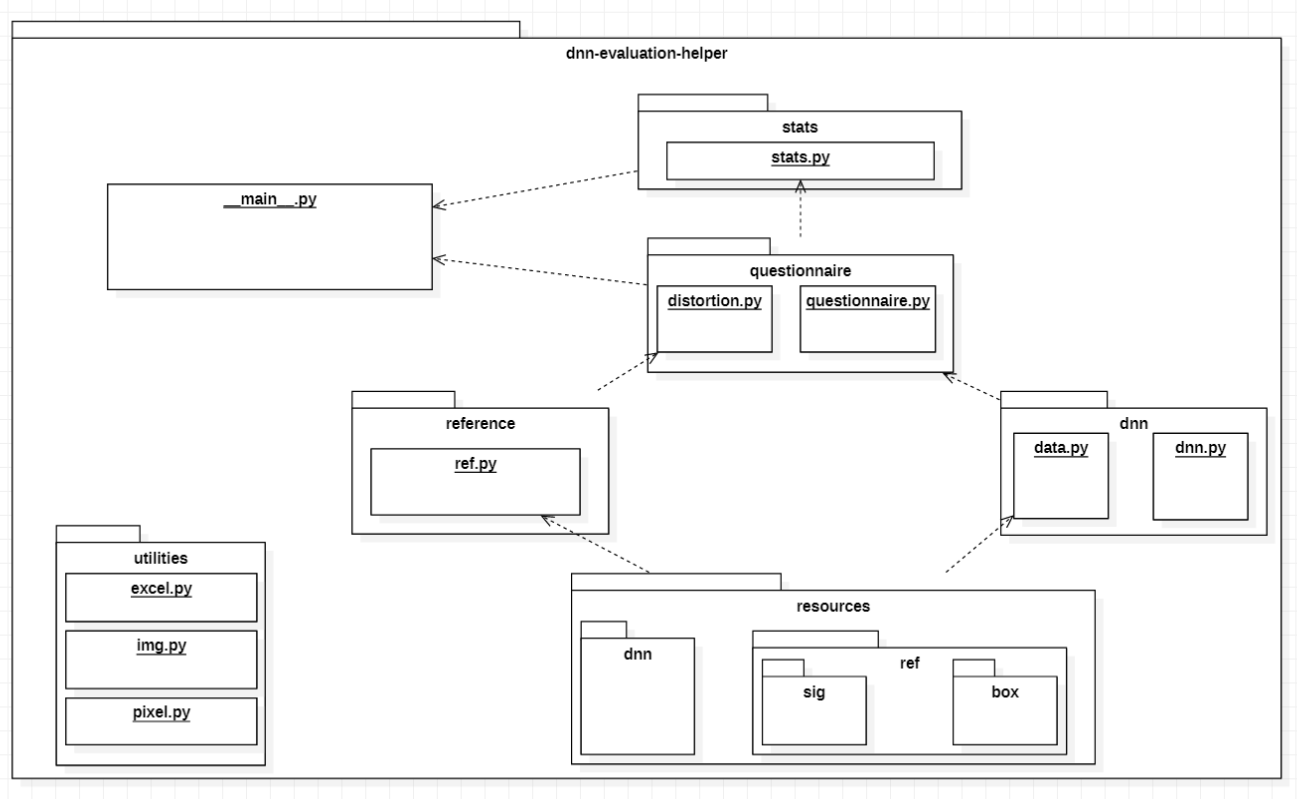 dnn-evaluation-helper
stats
stats.py
__main__.py
questionnaire
distortion.py
questionnaire.py
reference
ref.py
dnn
data.py
dnn.py
utilities
excel.py
img.py
pixel.py
resources
dnn
ref
sig
box